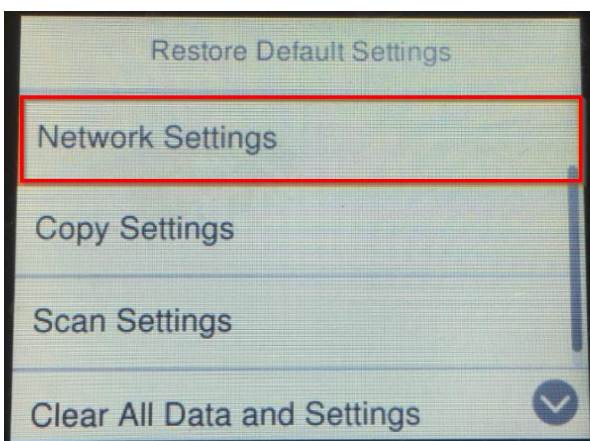 Restore Default Settings
Network Settings
Copy Settings
Scan Settings
Clear All Data and Settings